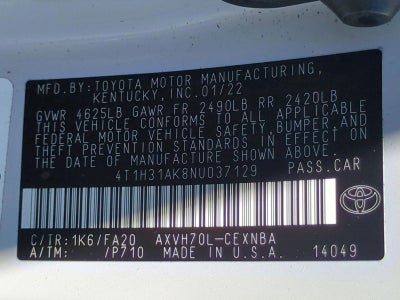 MFD.BY:TOYOTA MOTOR MANUFACTURING,
KENTUCKY, INC.01/22
GVWR 4625LB GAWR FR 2490LB RR 2420LB
THIS VEHICLE CONFORMS TO ALL APPLICABLE
FEDERAL MOTOR VEHICLE SAFETY,BUMPER,AND
THEFT PREVENTION STANDARDS IN EFFECT ON
THE DATE OF MANUFACTURE SHOWN ABOVE.
4T1H31AK8NU037129 PASS.CAR
C/TR:1K6/FA20 AXVH70L-CEXNBA
A/TM: /P710 MADE IN U.S.A. 14049
TOYOTA